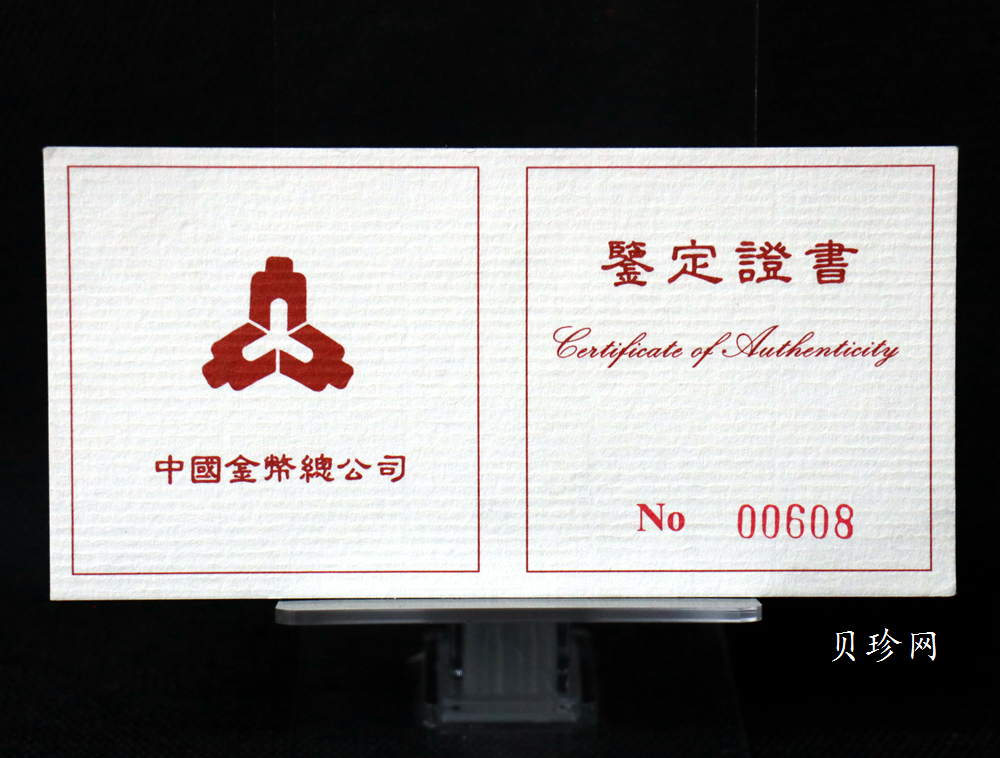 中國金幣總公司
鑒定證書
Certificate of Authenticity
No 00608
贝珍网